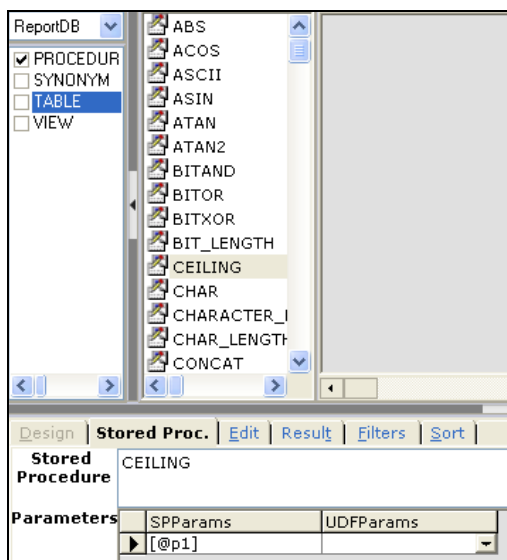 ReportDB
PROCEDUR
SYNONYM
TABLE
VIEW
ABS
ACOS
ASCII
ASIN
ATAN
ATAN2
BITAND
BITOR
BITXOR
BIT_LENGTH
CEILING
CHAR
CHARACTER_
CHAR_LENGTH
CONCAT
Design Stored Proc. Edit Result Filters Sort
Stored Procedure CEILING
Parameters SPParams UDFParams
[@p1]